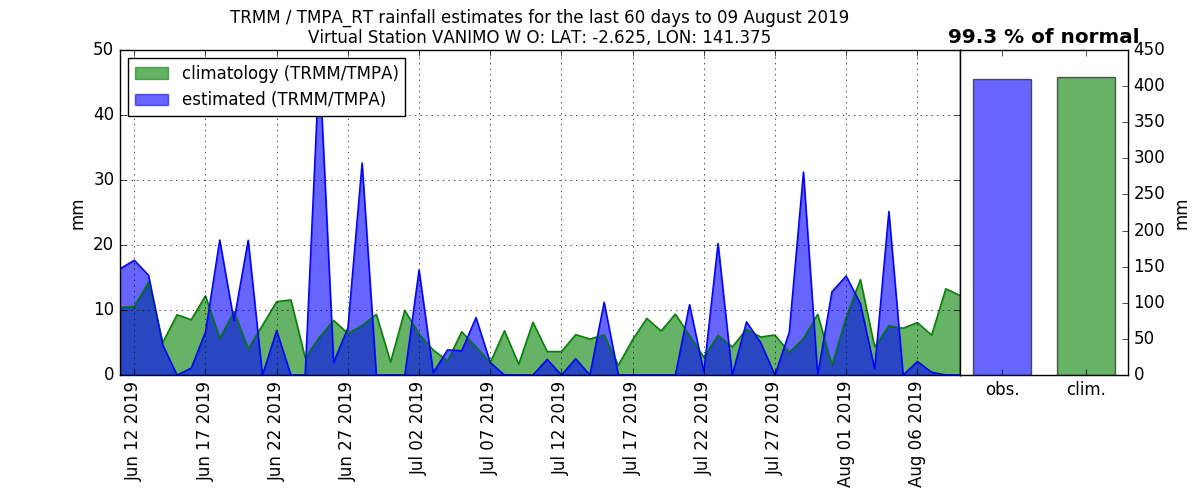 TRMM / TMPA_RT rainfall estimates for the last 60 days to 09 August 2019
Virtual Station VANIMO W O: LAT: -2.625, LON: 141.375
99.3 % of normal
climatology (TRMM/TMPA)
estimated (TRMM/TMPA)
mm
50
40
30
20
10
0
Jun 12 2019
Jun 17 2019
Jun 22 2019
Jun 27 2019
Jul 02 2019
Jul 07 2019
Jul 12 2019
Jul 17 2019
Jul 22 2019
Jul 27 2019
Aug 01 2019
Aug 06 2019
obs.
clim.
450
400
350
300
250
200
150
100
50
0
mm